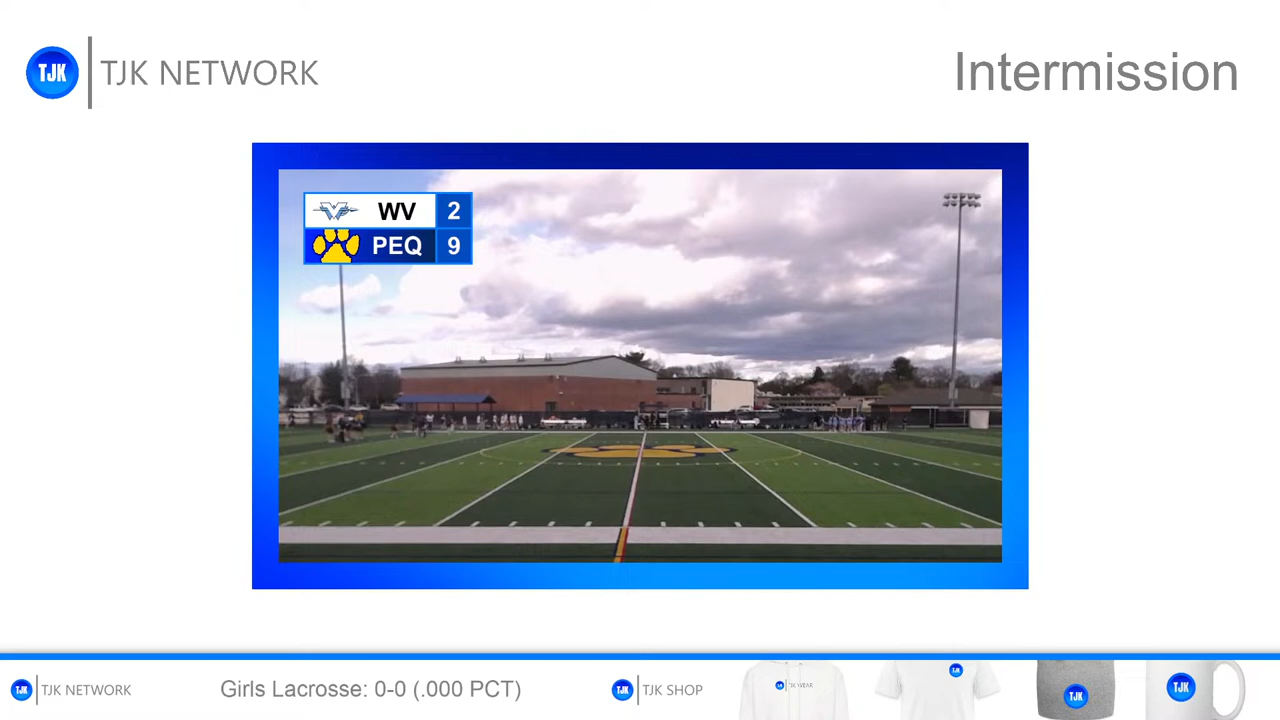 TJK
TJK NETWORK
Intermission
WV 2
PEQ 9
TJK
TJK NETWORK
Girls Lacrosse: 0-0 (.000 PCT)
TJK
TJK SHOP
TJK
TJK
TJK